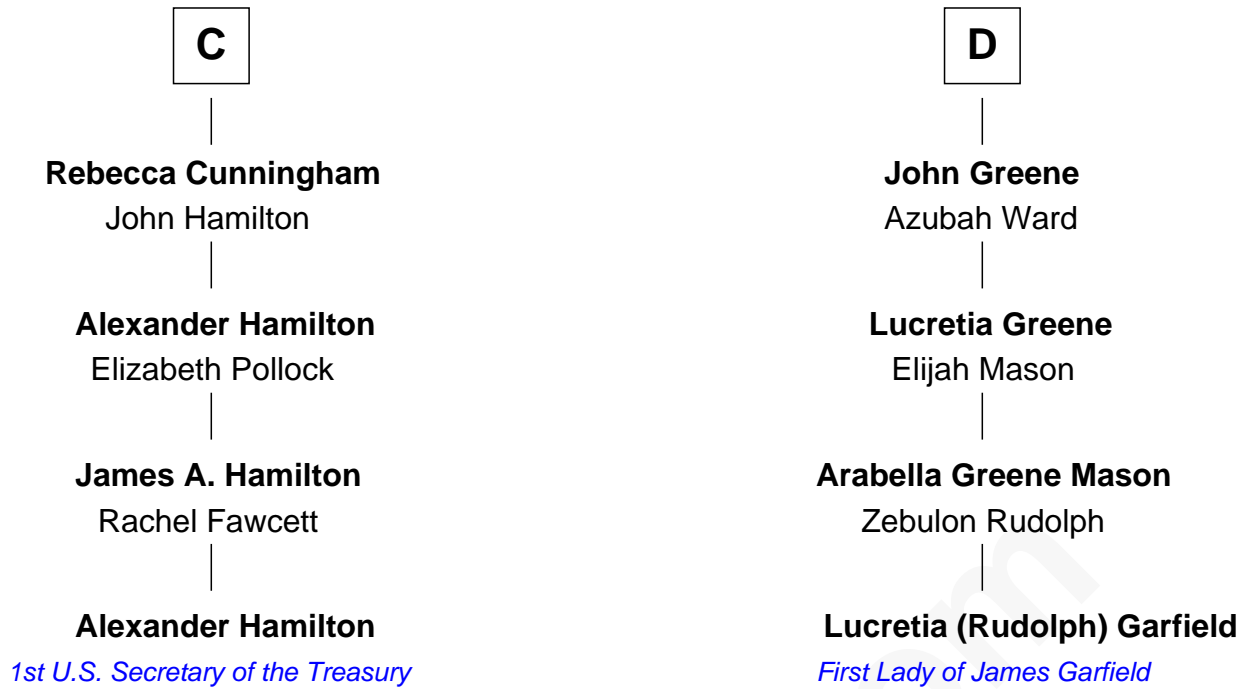 C
Rebecca Cunningham
John Hamilton
Alexander Hamilton
Elizabeth Pollock
James A. Hamilton
Rachel Fawcett
Alexander Hamilton
1st U.S. Secretary of the Treasury
D
John Greene
Azubah Ward
Lucretia Greene
Elijah Mason
Arabella Greene Mason
Zebulon Rudolph
Lucretia (Rudolph) Garfield
First Lady of James Garfield
om